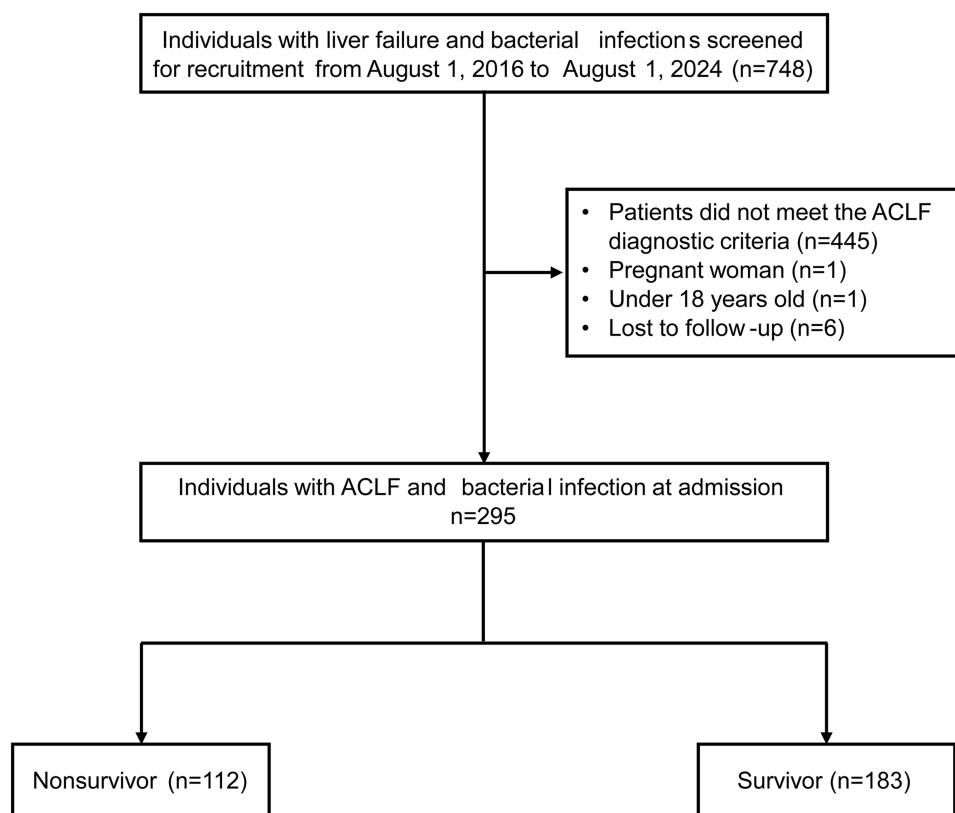 Individuals with liver failure and bacterial infections screened
for recruitment from August 1, 2016 to August 1, 2024 (n=748)
• Patients did not meet the ACLF
diagnostic criteria (n=445)
• Pregnant woman (n=1)
• Under 18 years old (n=1)
• Lost to follow-up (n=6)
Individuals with ACLF and bacterial infection at admission
n=295
Nonsurvivor (n=112)
Survivor (n=183)